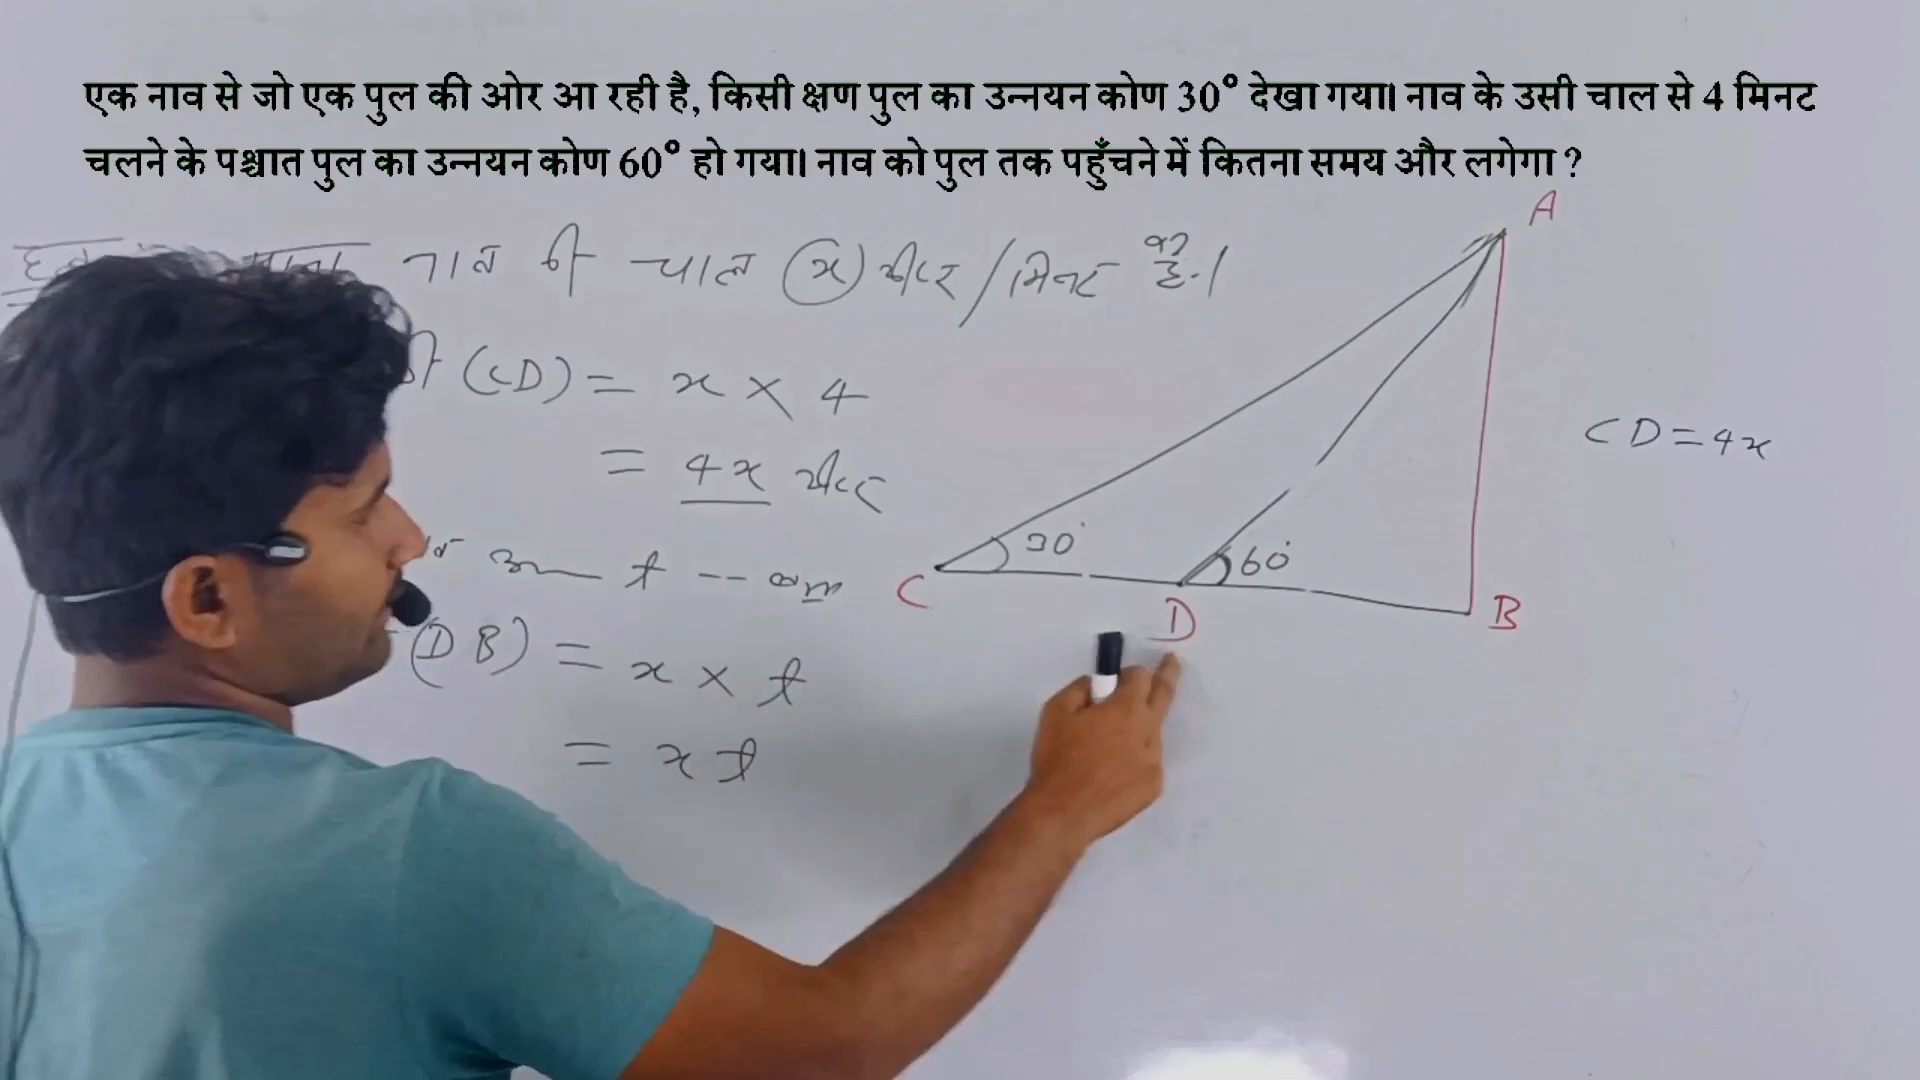 एक नाव से जो एक पुल की ओर आ रही है, किसी क्षण पुल का उन्नयन कोण 30° देखा गया। नाव के उसी चाल से 4 मिनट
चलने के पश्चात पुल का उन्नयन कोण 60° हो गया। नाव को पुल तक पहुँचने में कितना समय और लगेगा ?
माना नाव की चाल x मीटर/मिनट है।
(CD) = x × 4
= 4x मीटर
t
(DB) = x × t
= x t
A
CD = 4x
30°
60°
C
D
B